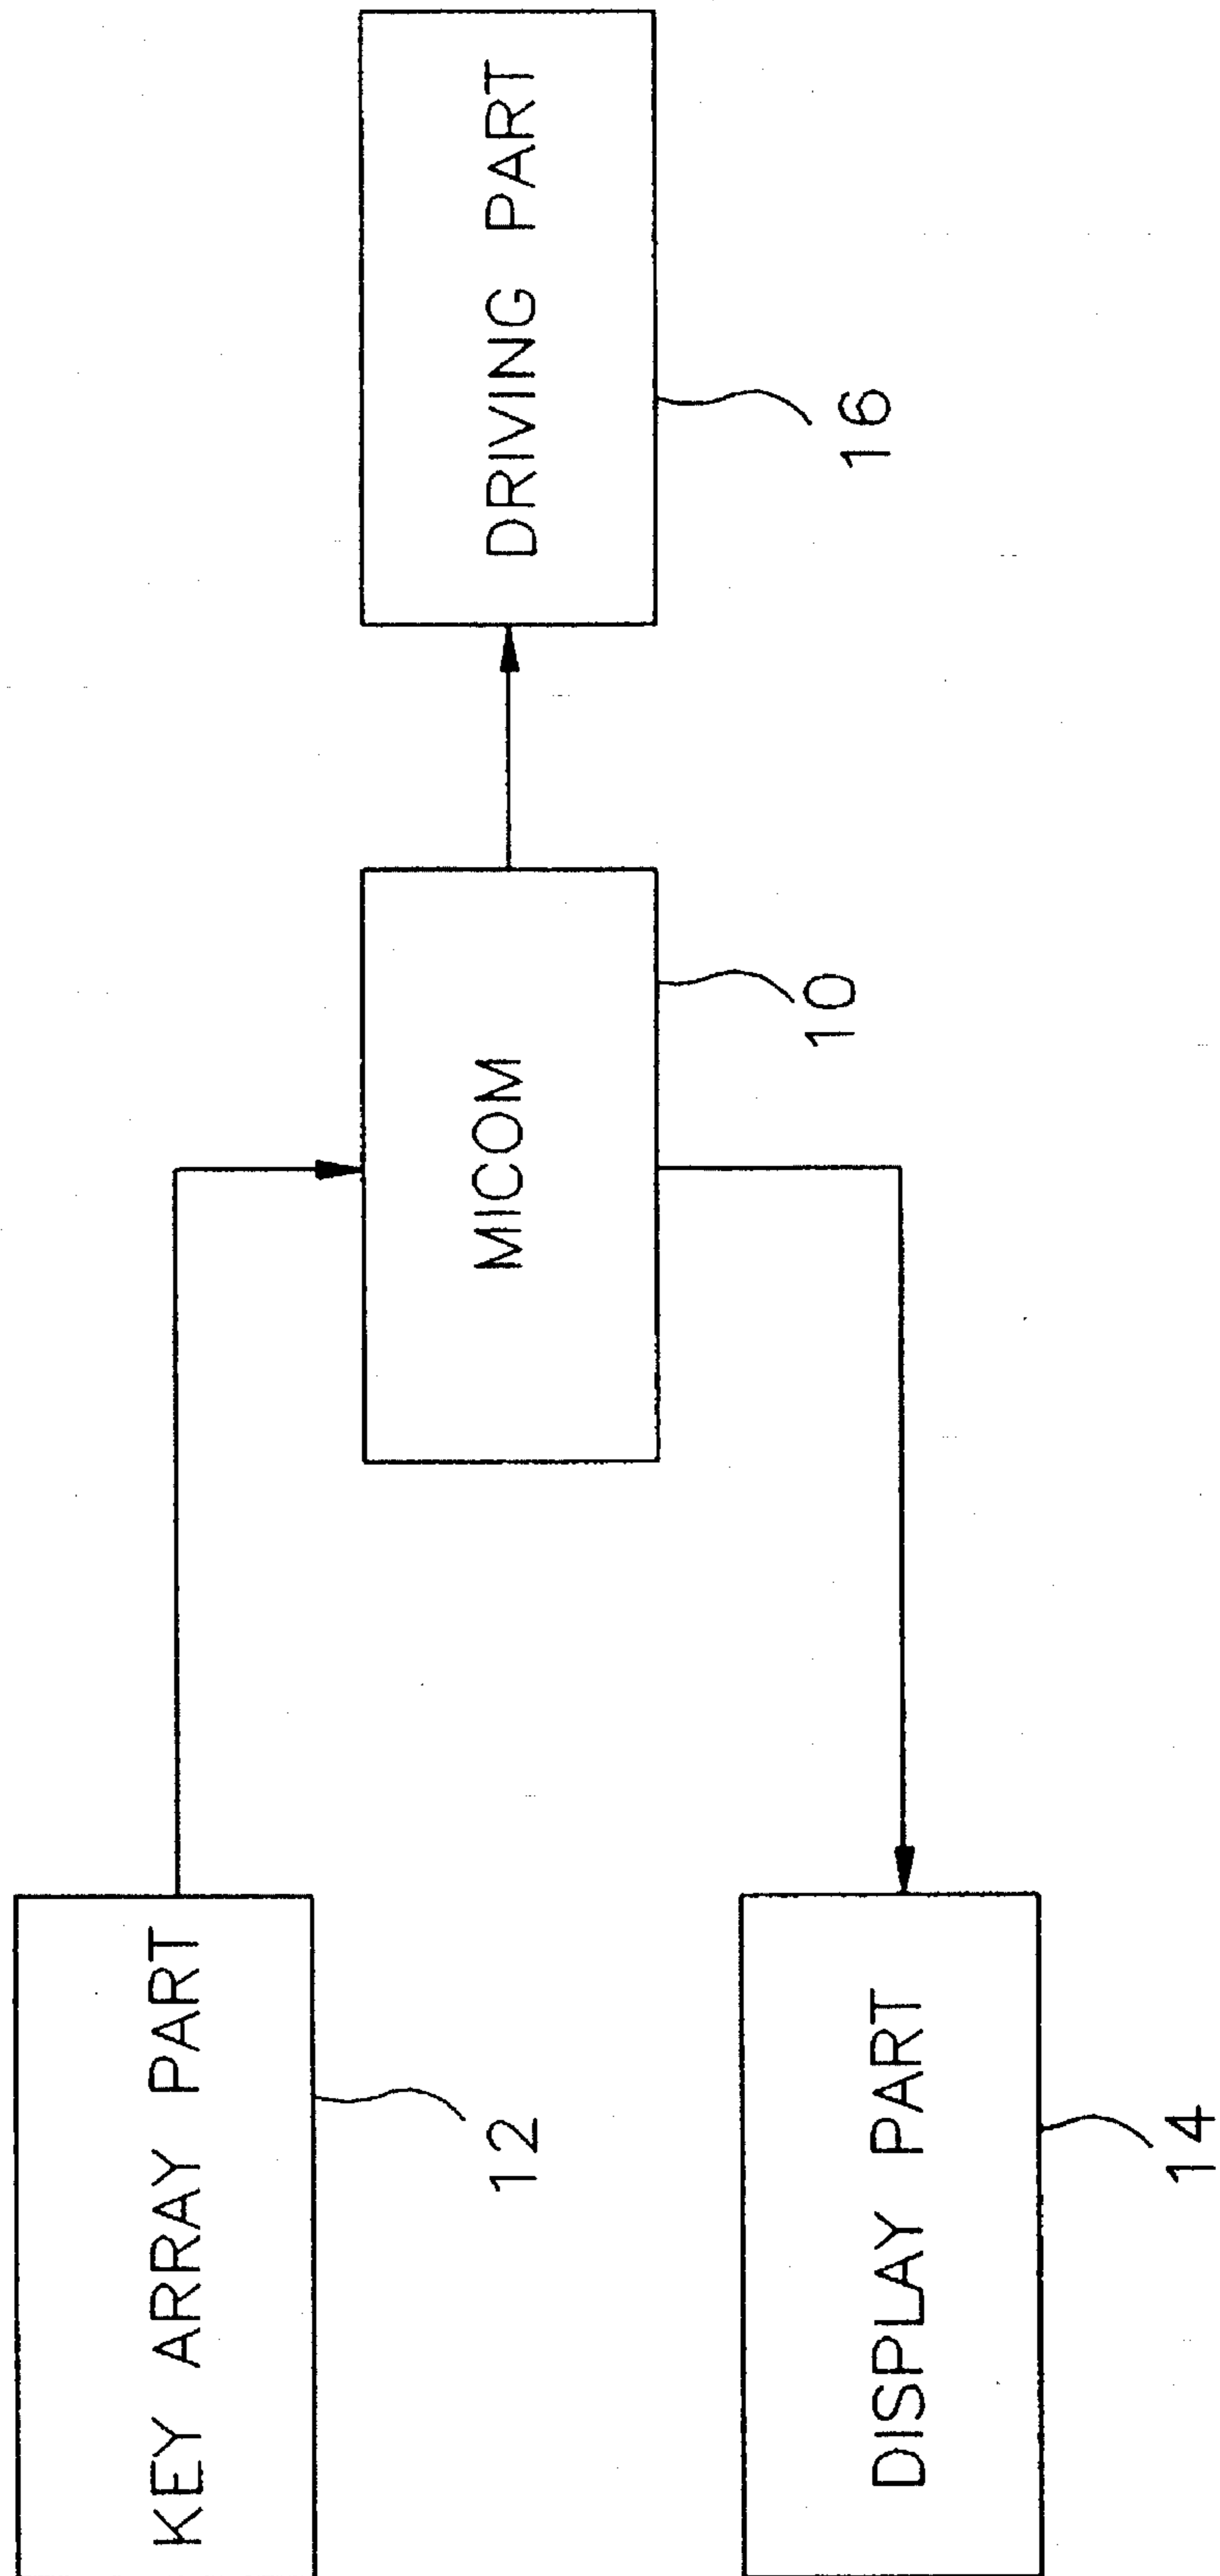 KEY ARRAY PART
12
MICOM
10
DRIVING PART
16
DISPLAY PART
14